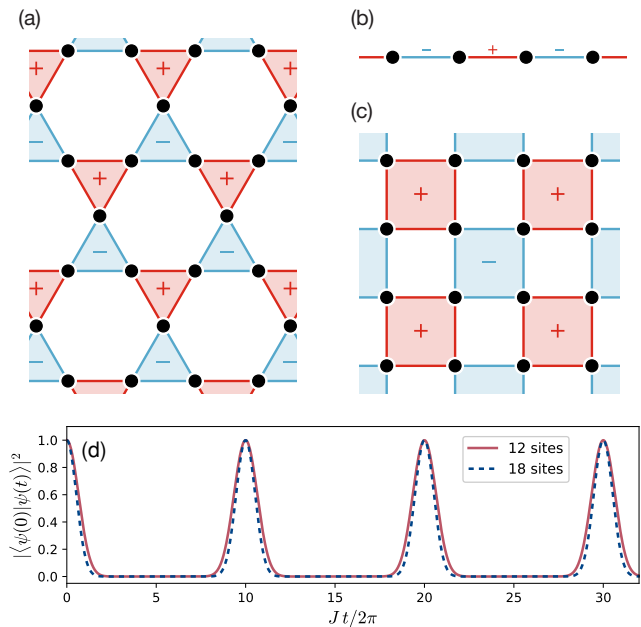 (a)
+ + +
− −
+ +
− −
+ + +
− −
(b)
− + −
(c)
+ +
−
+ +
(d)
12 sites
18 sites
|⟨ψ(0)|ψ(t)⟩|²
1.0
0.8
0.6
0.4
0.2
0.0
0 5 10 15 20 25 30
J t/2π